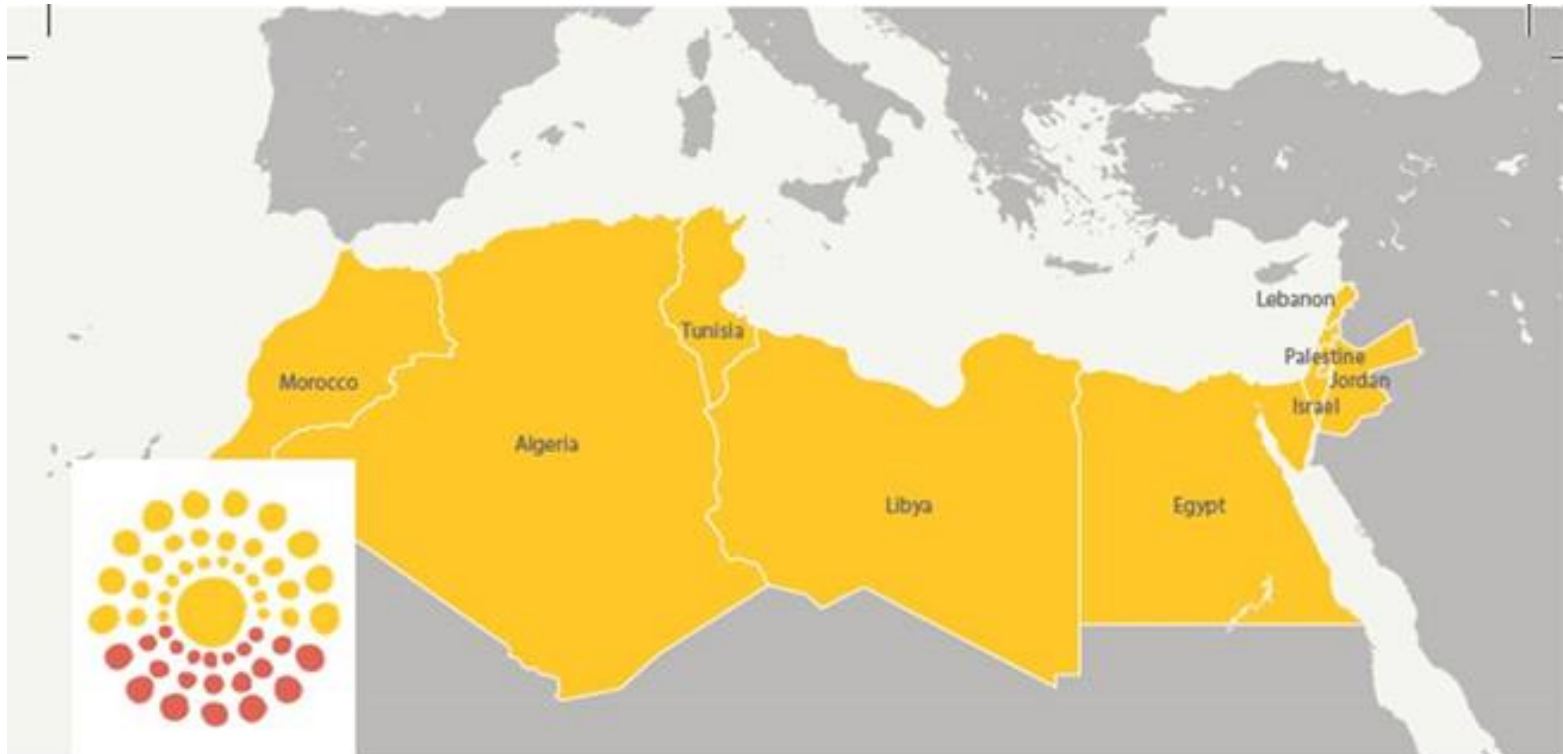 Lebanon
Tunisia
Palestine
Morocco
Jordan
Israel
Algeria
Libya
Egypt